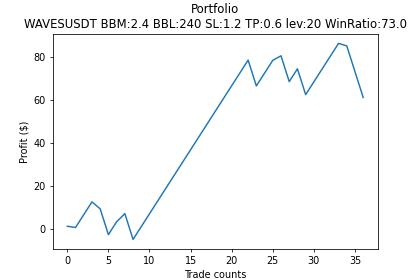 Portfolio
WAVESUSDT BBM:2.4 BBL:240 SL:1.2 TP:0.6 lev:20 WinRatio:73.0
80
60
40
20
0
Profit ($)
0 5 10 15 20 25 30 35
Trade counts